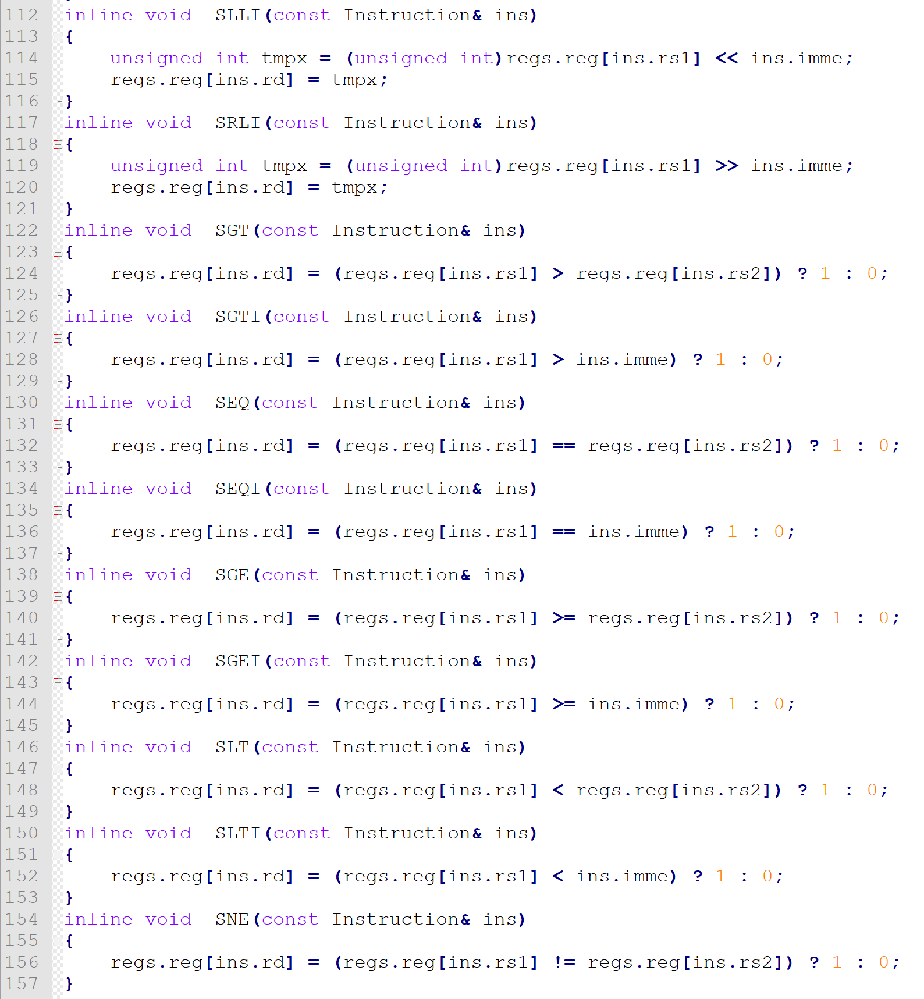 112 inline void  SLLI(const Instruction& ins)
113 {
114     unsigned int tmpx = (unsigned int)regs.reg[ins.rs1] << ins.imme;
115     regs.reg[ins.rd] = tmpx;
116 }
117 inline void  SRLI(const Instruction& ins)
118 {
119     unsigned int tmpx = (unsigned int)regs.reg[ins.rs1] >> ins.imme;
120     regs.reg[ins.rd] = tmpx;
121 }
122 inline void  SGT(const Instruction& ins)
123 {
124     regs.reg[ins.rd] = (regs.reg[ins.rs1] > regs.reg[ins.rs2]) ? 1 : 0;
125 }
126 inline void  SGTI(const Instruction& ins)
127 {
128     regs.reg[ins.rd] = (regs.reg[ins.rs1] > ins.imme) ? 1 : 0;
129 }
130 inline void  SEQ(const Instruction& ins)
131 {
132     regs.reg[ins.rd] = (regs.reg[ins.rs1] == regs.reg[ins.rs2]) ? 1 : 0;
133 }
134 inline void  SEQI(const Instruction& ins)
135 {
136     regs.reg[ins.rd] = (regs.reg[ins.rs1] == ins.imme) ? 1 : 0;
137 }
138 inline void  SGE(const Instruction& ins)
139 {
140     regs.reg[ins.rd] = (regs.reg[ins.rs1] >= regs.reg[ins.rs2]) ? 1 : 0;
141 }
142 inline void  SGEI(const Instruction& ins)
143 {
144     regs.reg[ins.rd] = (regs.reg[ins.rs1] >= ins.imme) ? 1 : 0;
145 }
146 inline void  SLT(const Instruction& ins)
147 {
148     regs.reg[ins.rd] = (regs.reg[ins.rs1] < regs.reg[ins.rs2]) ? 1 : 0;
149 }
150 inline void  SLTI(const Instruction& ins)
151 {
152     regs.reg[ins.rd] = (regs.reg[ins.rs1] < ins.imme) ? 1 : 0;
153 }
154 inline void  SNE(const Instruction& ins)
155 {
156     regs.reg[ins.rd] = (regs.reg[ins.rs1] != regs.reg[ins.rs2]) ? 1 : 0;
157 }